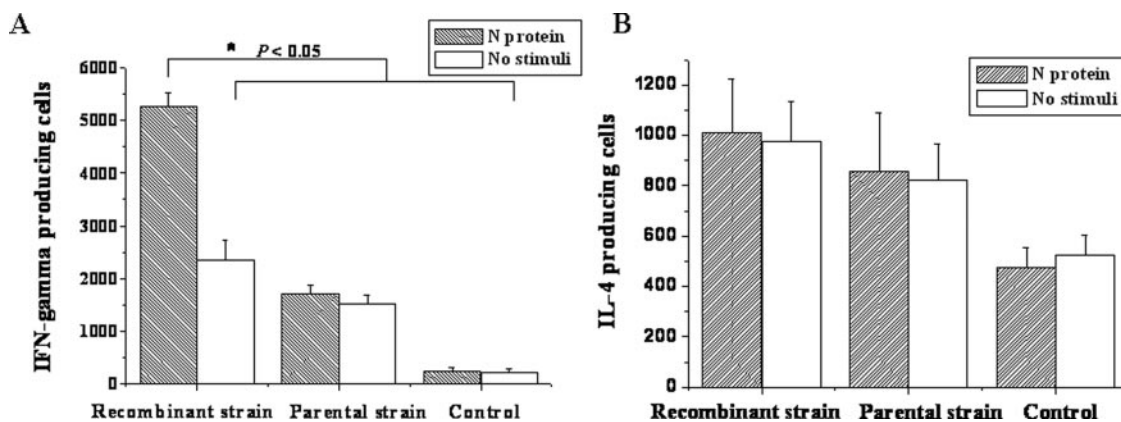 A
IFN-gamma producing cells
6000
5000
4000
3000
2000
1000
0
* P < 0.05
N protein
No stimuli
Recombinant strain Parental strain Control
B
IL-4 producing cells
1200
1000
800
600
400
200
0
N protein
No stimuli
Recombinant strain Parental strain Control